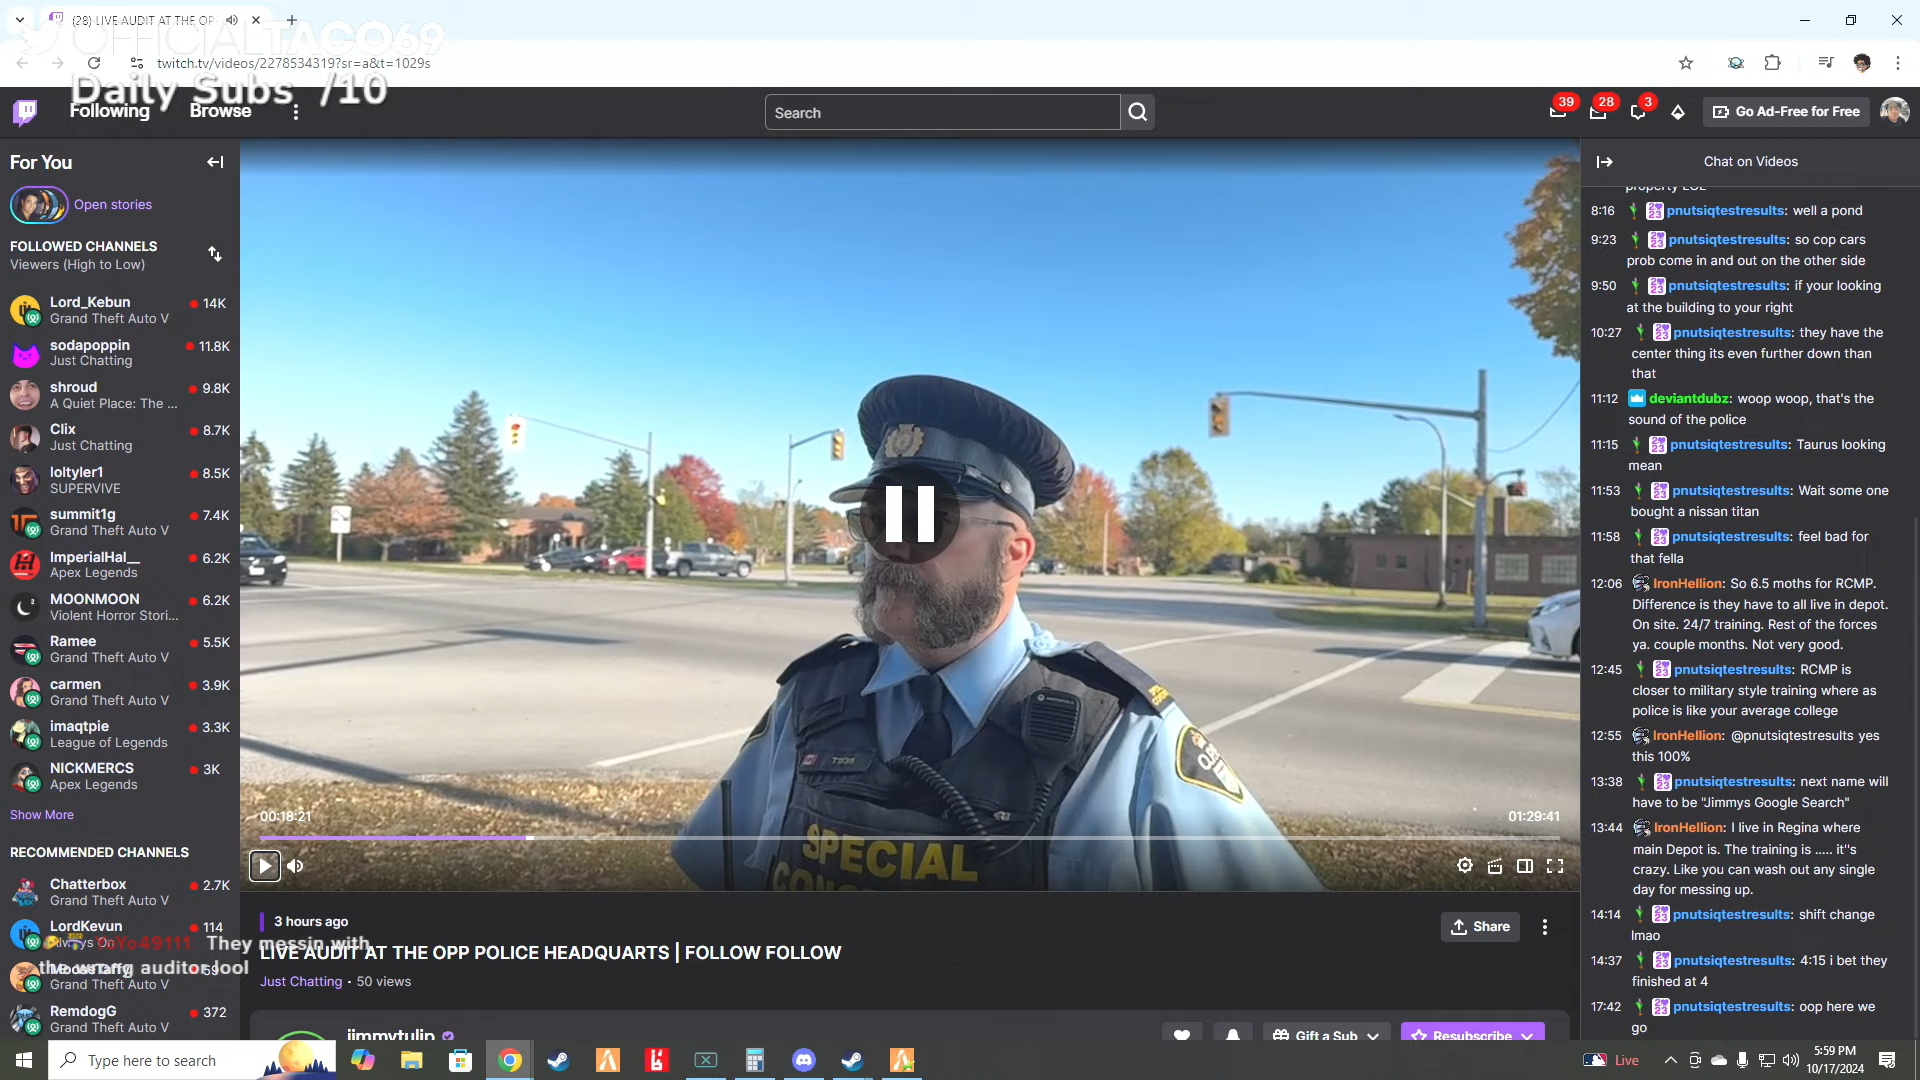 (28) LIVE AUDIT AT THE OP
OFFICIALTACO69
twitch.tv/videos/2278534319?sr=a&t=1029s
Daily Subs /10
Following
Browse
Search
39
28
3
Go Ad-Free for Free
For You
Open stories
FOLLOWED CHANNELS
Viewers (High to Low)
Lord_Kebun 14K
Grand Theft Auto V
sodapoppin 11.8K
Just Chatting
shroud 9.8K
A Quiet Place: The ...
Clix 8.7K
Just Chatting
loltyler1 8.5K
SUPERVIVE
summit1g 7.4K
Grand Theft Auto V
ImperialHal__ 6.2K
Apex Legends
MOONMOON 6.2K
Violent Horror Stori...
Ramee 5.5K
Grand Theft Auto V
carmen 3.9K
Grand Theft Auto V
imaqtpie 3.3K
League of Legends
NICKMERCS 3K
Apex Legends
Show More
RECOMMENDED CHANNELS
Chatterbox 2.7K
Grand Theft Auto V
LordKevun 114
Always On
MooseTaffy 59
Grand Theft Auto V
RemdogG 372
Grand Theft Auto V
YoYo49111 They messin with
the wrong auditor lool
O.P.P.
SPECIAL
00:18:21
01:29:41
3 hours ago
LIVE AUDIT AT THE OPP POLICE HEADQUARTS | FOLLOW FOLLOW
Just Chatting • 50 views
Share
jimmytulip
Gift a Sub
Resubscribe
Chat on Videos
property LOL
8:16 pnutsiqtestresults: well a pond
9:23 pnutsiqtestresults: so cop cars
prob come in and out on the other side
9:50 pnutsiqtestresults: if your looking
at the building to your right
10:27 pnutsiqtestresults: they have the
center thing its even further down than
that
11:12 deviantdubz: woop woop, that's the
sound of the police
11:15 pnutsiqtestresults: Taurus looking
mean
11:53 pnutsiqtestresults: Wait some one
bought a nissan titan
11:58 pnutsiqtestresults: feel bad for
that fella
12:06 IronHellion: So 6.5 moths for RCMP.
Difference is they have to all live in depot.
On site. 24/7 training. Rest of the forces
ya. couple months. Not very good.
12:45 pnutsiqtestresults: RCMP is
closer to military style training where as
police is like your average college
12:55 IronHellion: @pnutsiqtestresults yes
this 100%
13:38 pnutsiqtestresults: next name will
have to be "Jimmys Google Search"
13:44 IronHellion: I live in Regina where
main Depot is. The training is ..... it"s
crazy. Like you can wash out any single
day for messing up.
14:14 pnutsiqtestresults: shift change
lmao
14:37 pnutsiqtestresults: 4:15 i bet they
finished at 4
17:42 pnutsiqtestresults: oop here we
go
Type here to search
Live
5:59 PM
10/17/2024